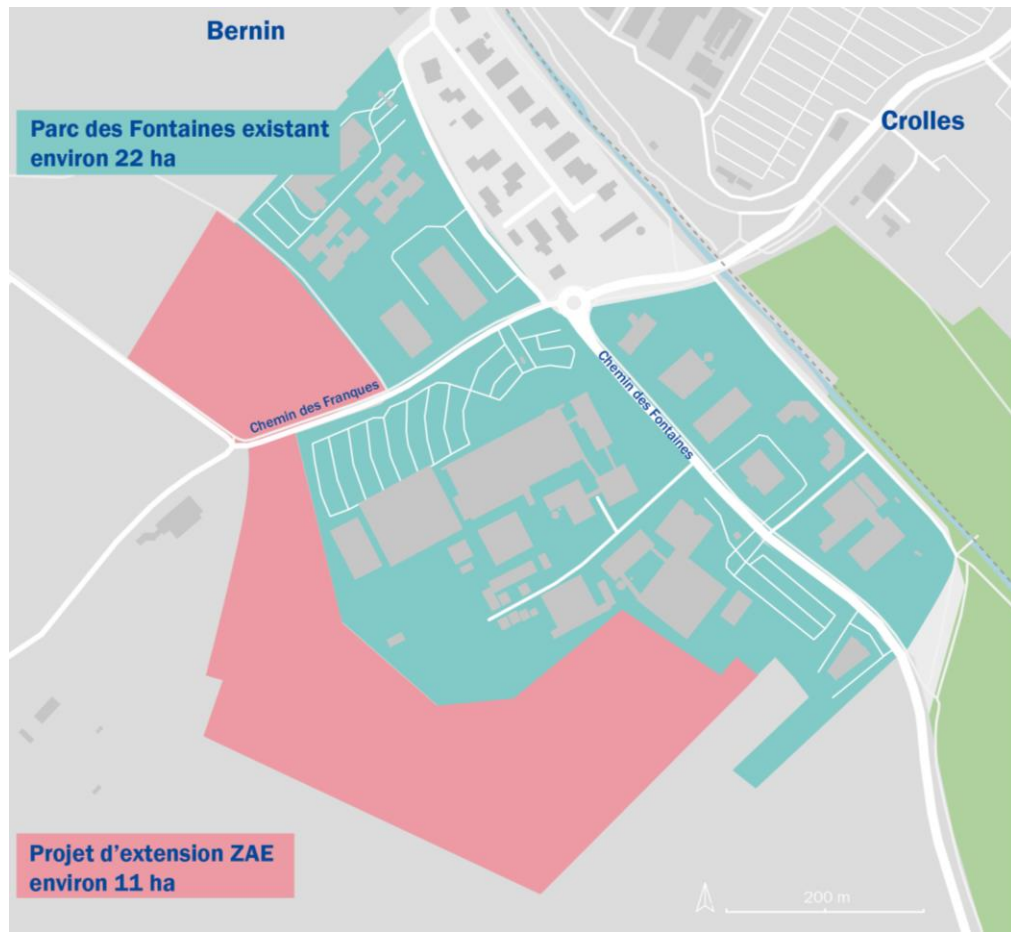 Bernin
Parc des Fontaines existant
environ 22 ha
Crolles
Chemin des Franques
Chemin des Fontaines
Projet d'extension ZAE
environ 11 ha
200 m